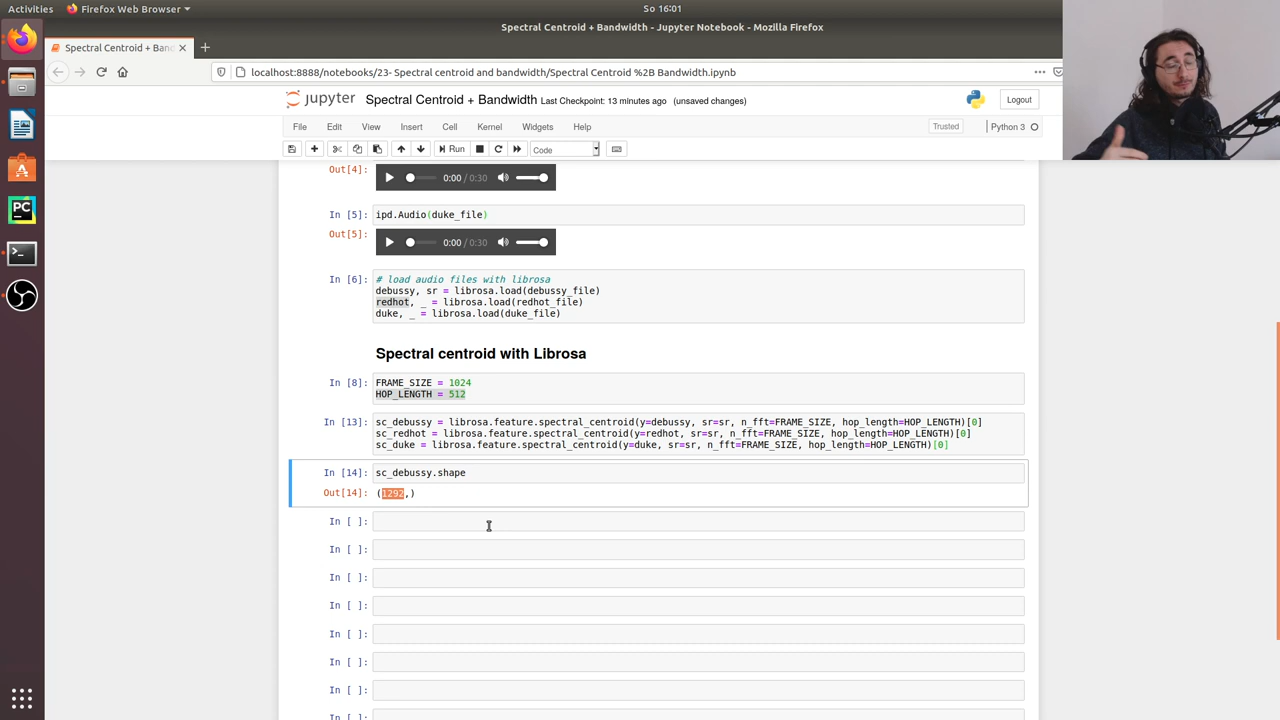 Activities
Firefox Web Browser
So 16:01
Spectral Centroid + Bandwidth - Jupyter Notebook - Mozilla Firefox
Spectral Centroid + Band
localhost:8888/notebooks/23- Spectral centroid and bandwidth/Spectral Centroid %2B Bandwidth.ipynb
jupyter Spectral Centroid + Bandwidth Last Checkpoint: 13 minutes ago (unsaved changes)
Logout
File Edit View Insert Cell Kernel Widgets Help
Trusted
Python 3
Run
Code
Out[4]:
0:00 / 0:30
In [5]: ipd.Audio(duke_file)
Out[5]:
0:00 / 0:30
In [6]: # load audio files with librosa
debussy, sr = librosa.load(debussy_file)
redhot, _ = librosa.load(redhot_file)
duke, _ = librosa.load(duke_file)
Spectral centroid with Librosa
In [8]: FRAME_SIZE = 1024
HOP_LENGTH = 512
In [13]: sc_debussy = librosa.feature.spectral_centroid(y=debussy, sr=sr, n_fft=FRAME_SIZE, hop_length=HOP_LENGTH)[0]
sc_redhot = librosa.feature.spectral_centroid(y=redhot, sr=sr, n_fft=FRAME_SIZE, hop_length=HOP_LENGTH)[0]
sc_duke = librosa.feature.spectral_centroid(y=duke, sr=sr, n_fft=FRAME_SIZE, hop_length=HOP_LENGTH)[0]
In [14]: sc_debussy.shape
Out[14]: (1292,)
In [ ]:
In [ ]:
In [ ]:
In [ ]:
In [ ]:
In [ ]:
In [ ]:
In [ ]: